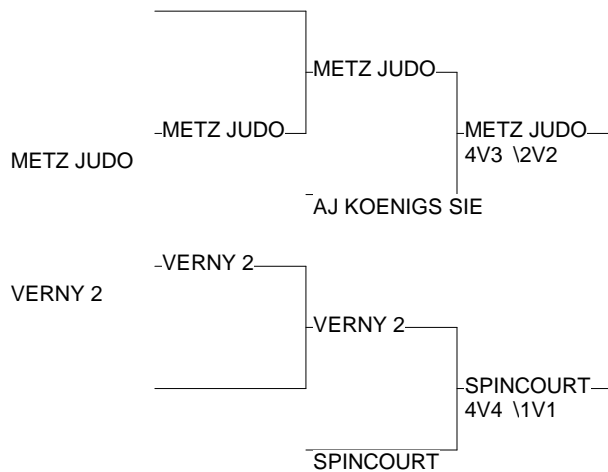 METZ JUDO
METZ JUDO
METZ JUDO
4V3 \2V2
METZ JUDO
AJ KOENIGS SIE
VERNY 2
VERNY 2
VERNY 2
SPINCOURT
4V4 \1V1
SPINCOURT